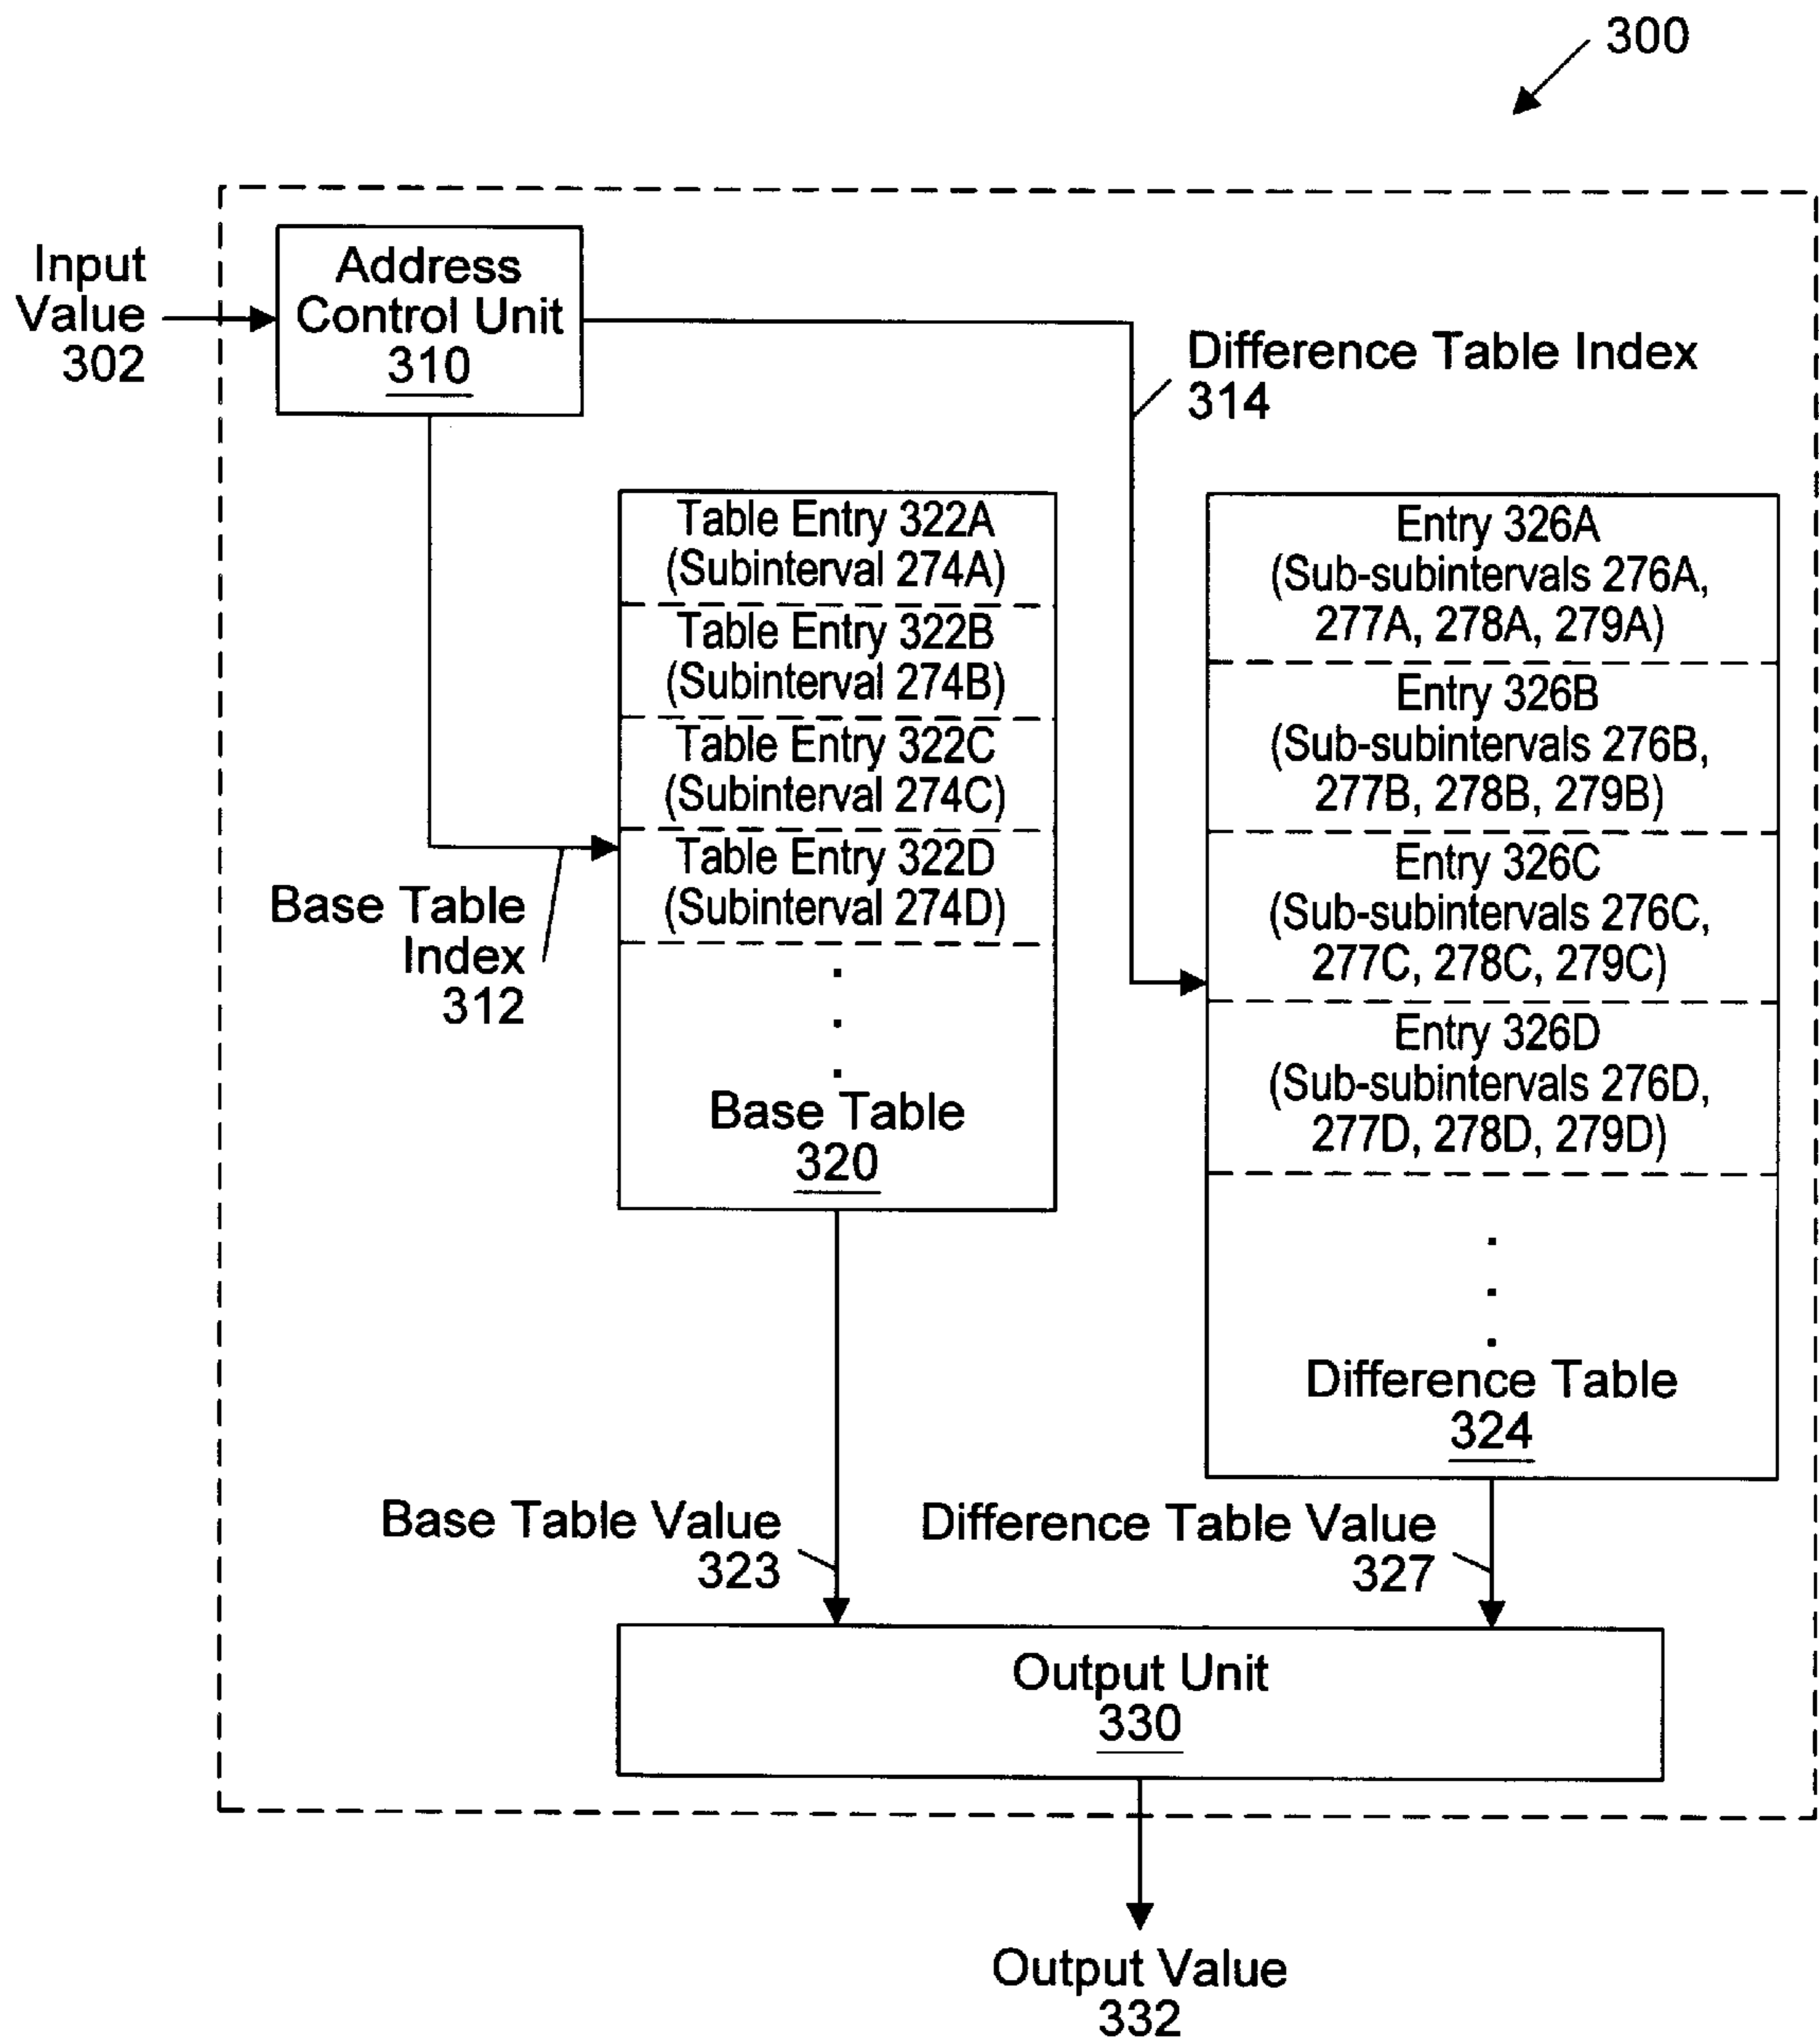 300
Input
Value
302
Address
Control Unit
310
Difference Table Index
314
Table Entry 322A
(Subinterval 274A)
Table Entry 322B
(Subinterval 274B)
Table Entry 322C
(Subinterval 274C)
Table Entry 322D
(Subinterval 274D)
.
.
.
Base Table
320
Base Table
Index
312
Entry 326A
(Sub-subintervals 276A,
277A, 278A, 279A)
Entry 326B
(Sub-subintervals 276B,
277B, 278B, 279B)
Entry 326C
(Sub-subintervals 276C,
277C, 278C, 279C)
Entry 326D
(Sub-subintervals 276D,
277D, 278D, 279D)
.
.
.
Difference Table
324
Base Table Value
323
Difference Table Value
327
Output Unit
330
Output Value
332